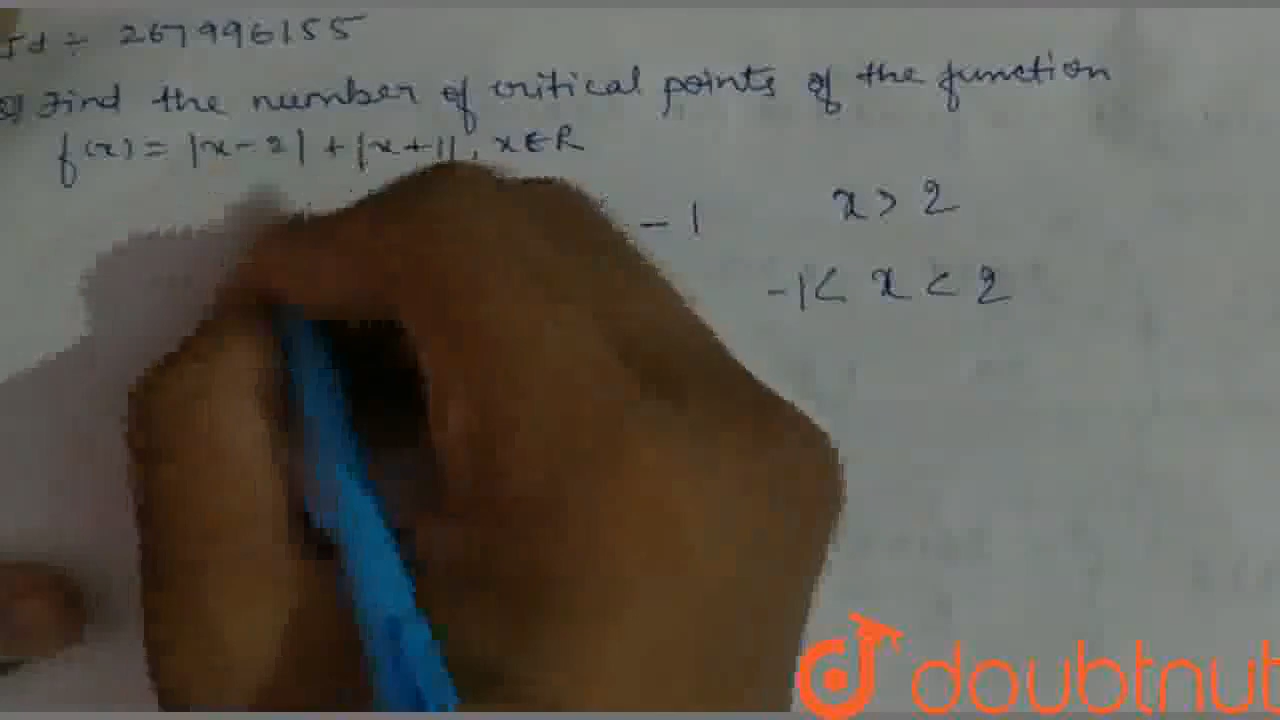 Id ÷ 267996155
Q) Find the number of critical points of the function
f(x) = |x-2| + |x+1|, x∈R
-1 x > 2
-1 < x < 2
doubtnut